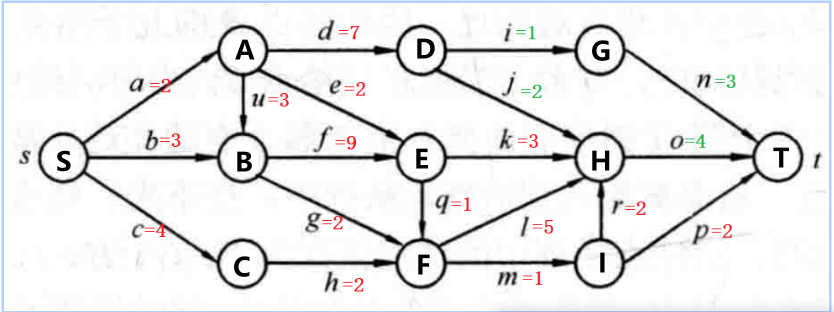 A d=7 D i=1 G
a=2 u=3 e=2 j=2 n=3
s S b=3 B f=9 E k=3 H o=4 T t
c=4 g=2 q=1 l=5 r=2 p=2
C h=2 F m=1 I